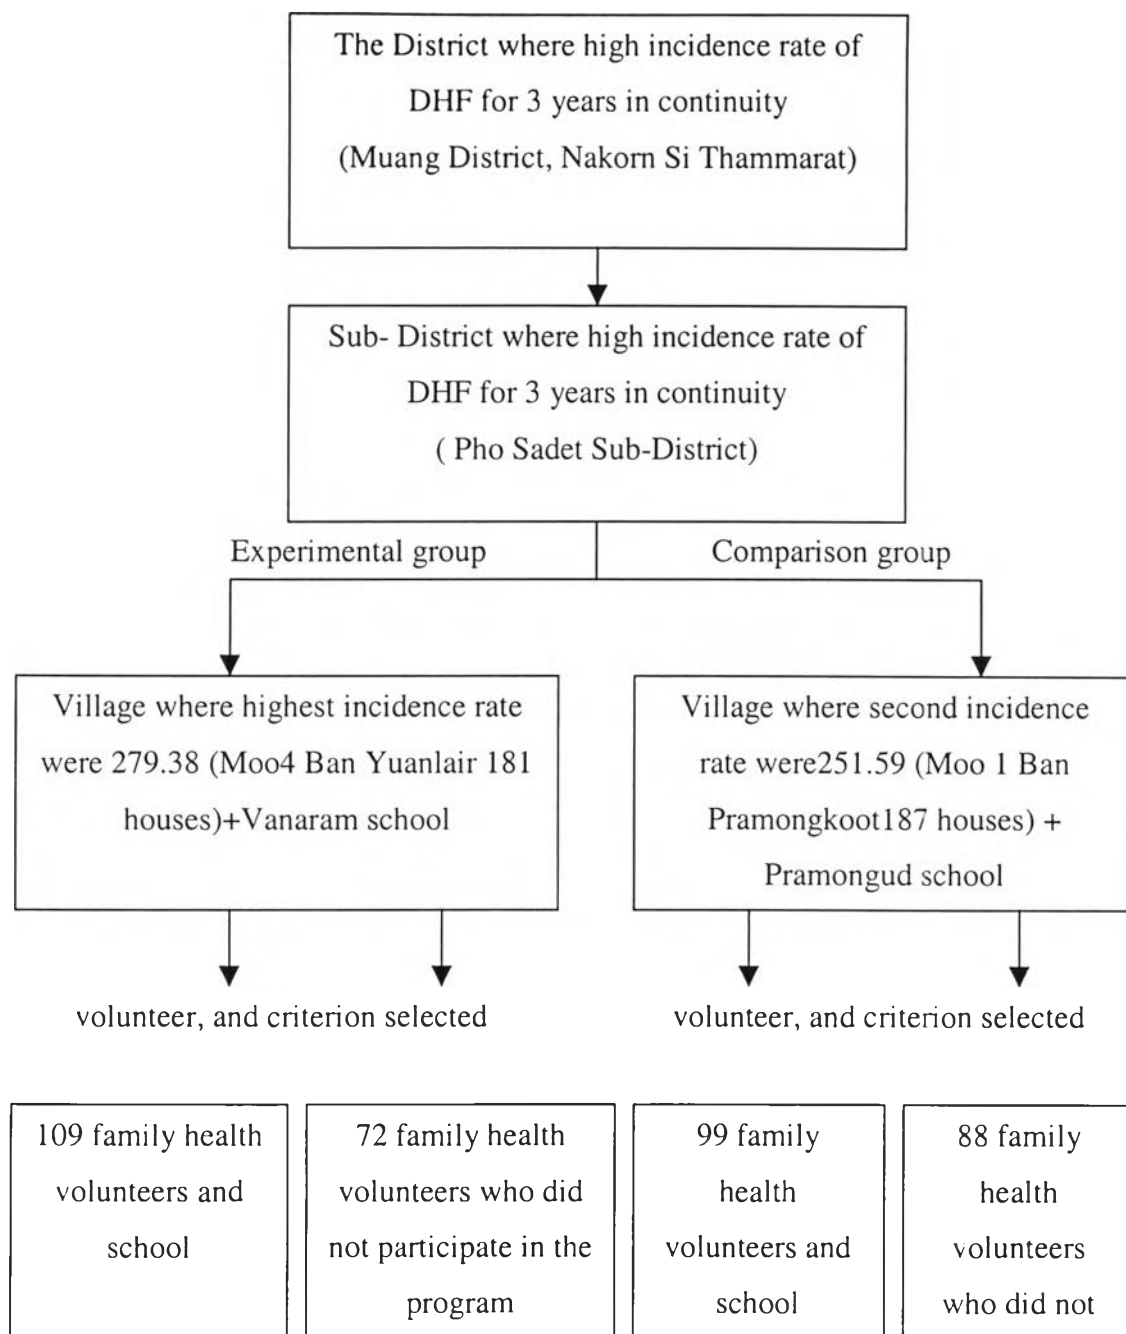 The District where high incidence rate of
DHF for 3 years in continuity
(Muang District, Nakorn Si Thammarat)
Sub- District where high incidence rate of
DHF for 3 years in continuity
( Pho Sadet Sub-District)
Experimental group
Comparison group
Village where highest incidence rate
were 279.38 (Moo4 Ban Yuanlair 181
houses)+Vanaram school
Village where second incidence
rate were251.59 (Moo 1 Ban
Pramongkoot187 houses) +
Pramongud school
volunteer, and criterion selected
volunteer, and criterion selected
109 family health
volunteers and
school
72 family health
volunteers who did
not participate in the
program
99 family
health
volunteers and
school
88 family
health
volunteers
who did not